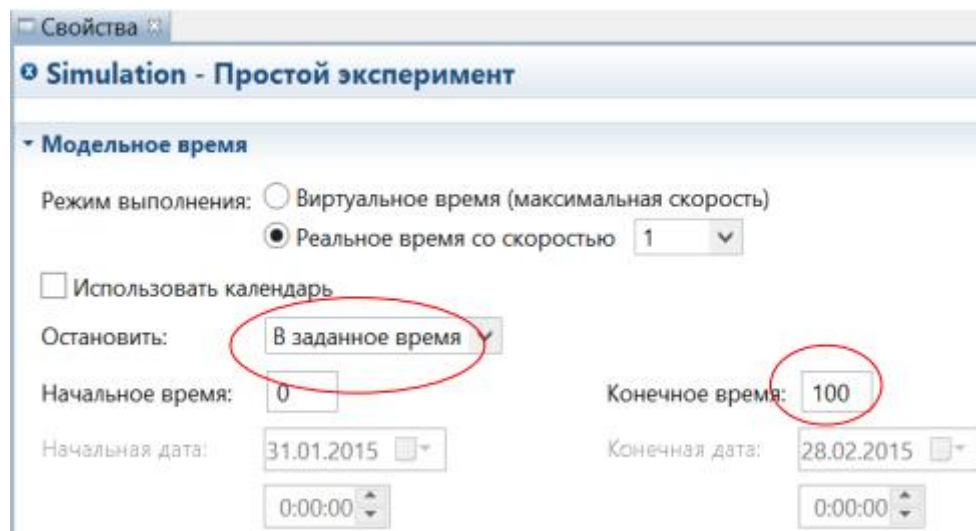 Свойства
Simulation - Простой эксперимент
Модельное время
Режим выполнения: Виртуальное время (максимальная скорость)
Реальное время со скоростью 1
Использовать календарь
Остановить: В заданное время
Начальное время: 0 Конечное время: 100
Начальная дата: 31.01.2015 Конечная дата: 28.02.2015
0:00:00 0:00:00